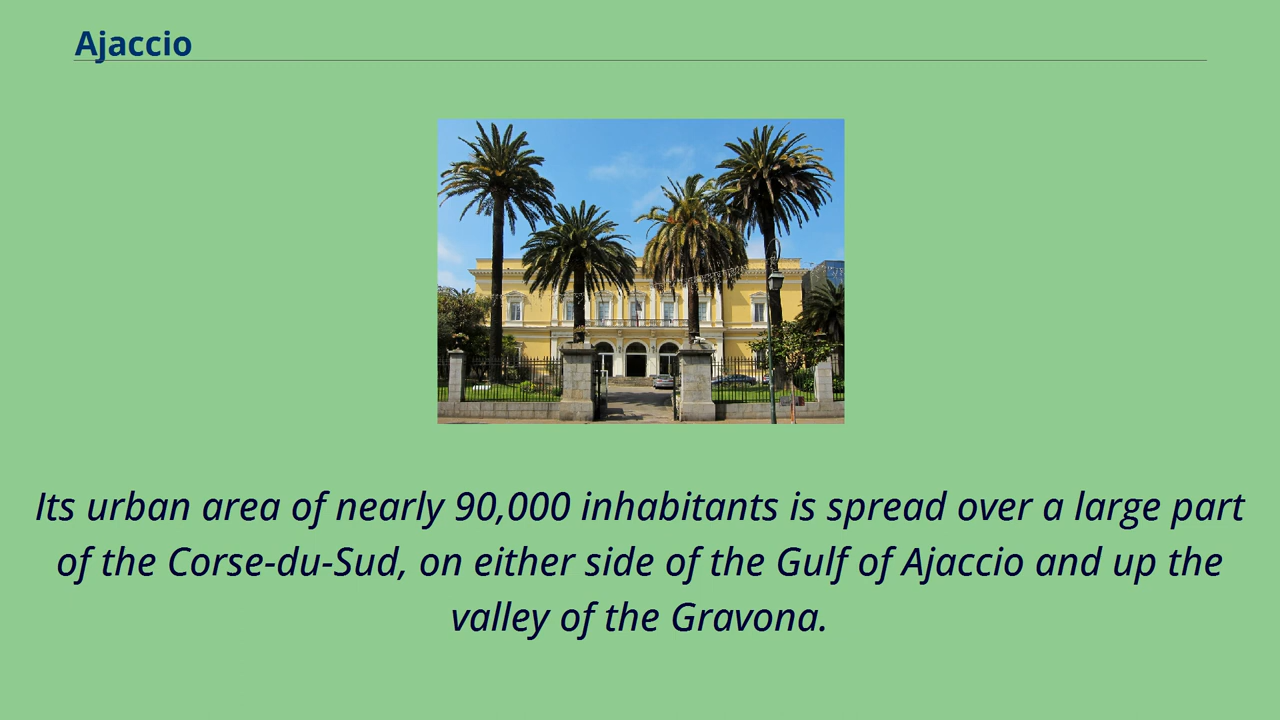 Ajaccio
Its urban area of nearly 90,000 inhabitants is spread over a large part
of the Corse-du-Sud, on either side of the Gulf of Ajaccio and up the
valley of the Gravona.